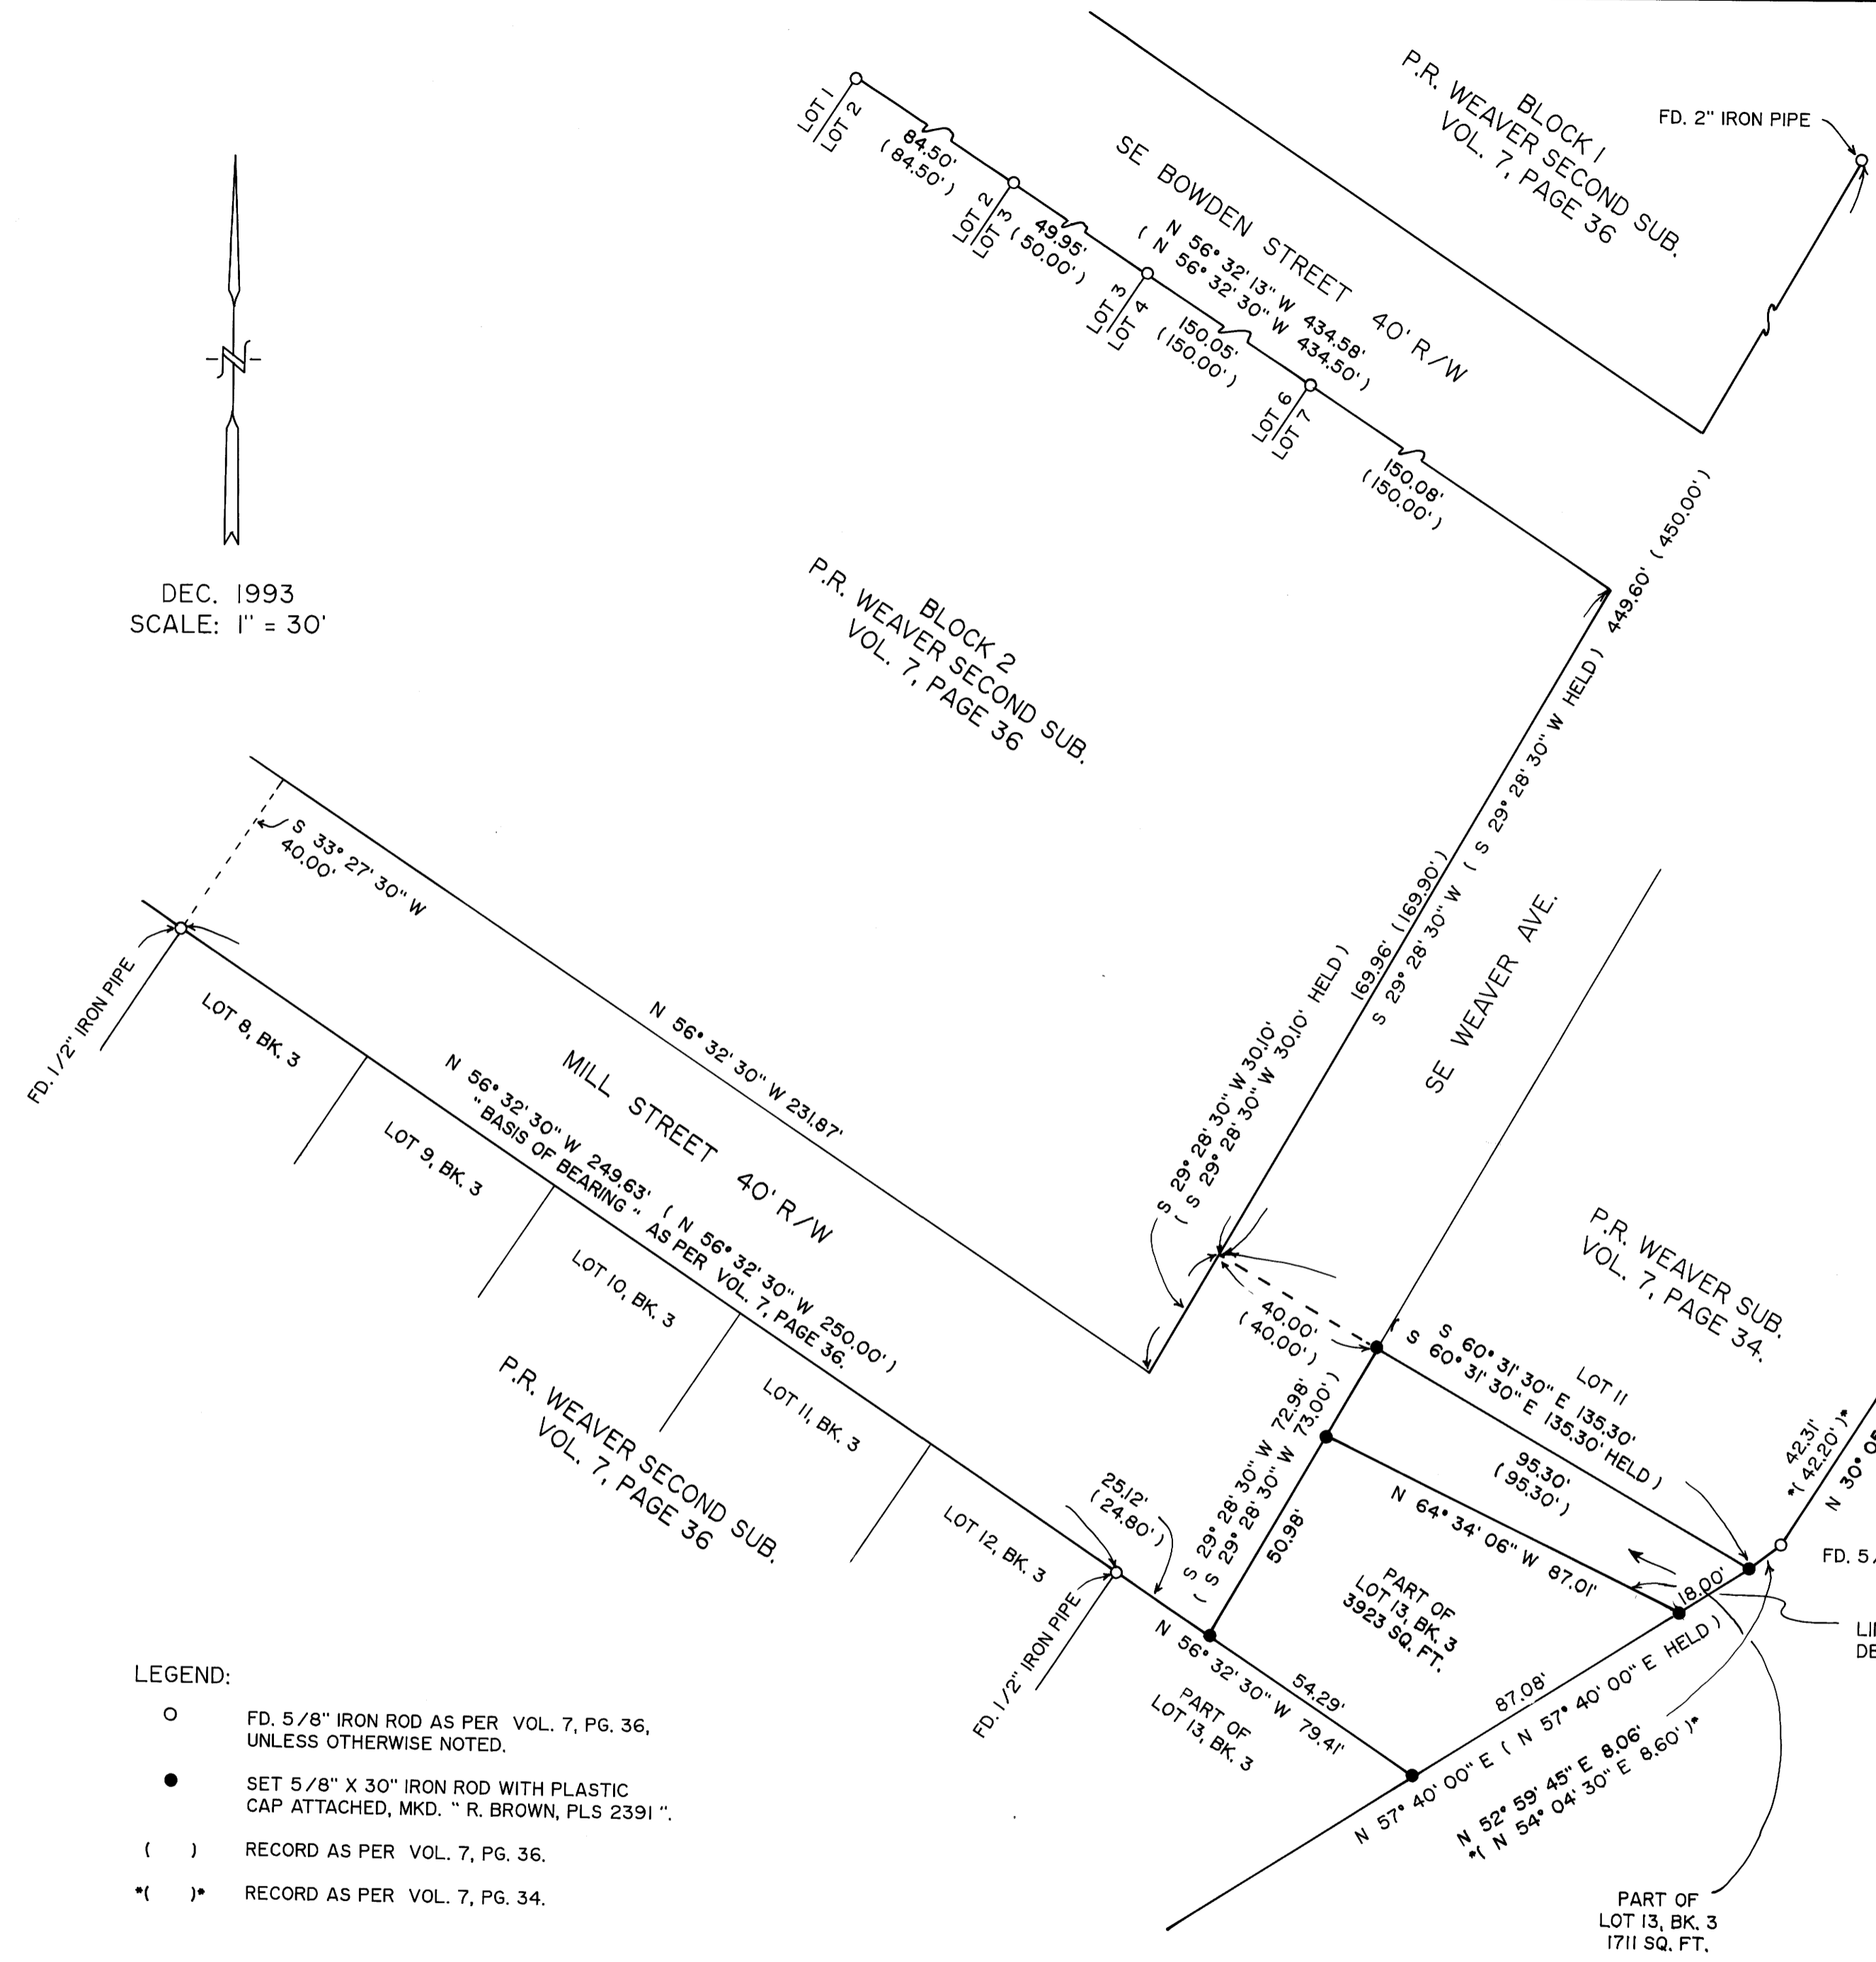 BLOCK 1
P.R. WEAVER SECOND SUB.
VOL. 7, PAGE 36
FD. 2" IRON PIPE
LOT 1
LOT 2
84.50'
( 84.50' )
LOT 2
LOT 3
49.95'
( 50.00' )
LOT 3
LOT 4
150.05'
(150.00')
LOT 6
LOT 7
150.08'
(150.00')
SE BOWDEN STREET 40' R/W
N 56° 32' 13" W 434.58'
( N 56° 32' 30" W 434.50' )
N
DEC. 1993
SCALE: 1" = 30'
BLOCK 2
P.R. WEAVER SECOND SUB.
VOL. 7, PAGE 36
449.60' ( 450.00' )
S 29° 28' 30" W ( S 29° 28' 30" W HELD )
169.96' (169.90')
SE WEAVER AVE.
S 29° 28' 30" W 30.10'
( S 29° 28' 30" W 30.10' HELD )
S 33° 27' 30" W
40.00'
FD. 1/2" IRON PIPE
N 56° 32' 30" W 231.87'
MILL STREET 40' R/W
N 56° 32' 30" W 249.63' ( N 56° 32' 30" W 250.00' )
" BASIS OF BEARING " AS PER VOL. 7, PAGE 36.
LOT 8, BK. 3
LOT 9, BK. 3
LOT 10, BK. 3
LOT 11, BK. 3
LOT 12, BK. 3
P.R. WEAVER SECOND SUB.
VOL. 7, PAGE 36
P.R. WEAVER SUB.
VOL. 7, PAGE 34.
40.00'
( 40.00' )
LOT 11
S 60° 31' 30" E 135.30'
( S 60° 31' 30" E 135.30' HELD )
95.30'
( 95.30' )
42.31'
*( 42.20' )*
N 30° 05
S 29° 28' 30" W 72.98'
( S 29° 28' 30" W 73.00' )
50.98'
N 64° 34' 06" W 87.01'
25.12'
( 24.80' )
FD. 1/2" IRON PIPE
PART OF
LOT 13, BK. 3
3923 SQ. FT.
18.00'
FD. 5/
LI
DE
54.29'
N 56° 32' 30" W 79.41'
PART OF
LOT 13, BK. 3
87.08'
N 57° 40' 00" E ( N 57° 40' 00" E HELD )
N 52° 59' 45" E 8.06'
*( N 54° 04' 30" E 8.60' )*
PART OF
LOT 13, BK. 3
1711 SQ. FT.
LEGEND:
FD. 5/8" IRON ROD AS PER VOL. 7, PG. 36,
UNLESS OTHERWISE NOTED.
SET 5/8" X 30" IRON ROD WITH PLASTIC
CAP ATTACHED, MKD. " R. BROWN, PLS 2391 ".
( ) RECORD AS PER VOL. 7, PG. 36.
*( )* RECORD AS PER VOL. 7, PG. 34.